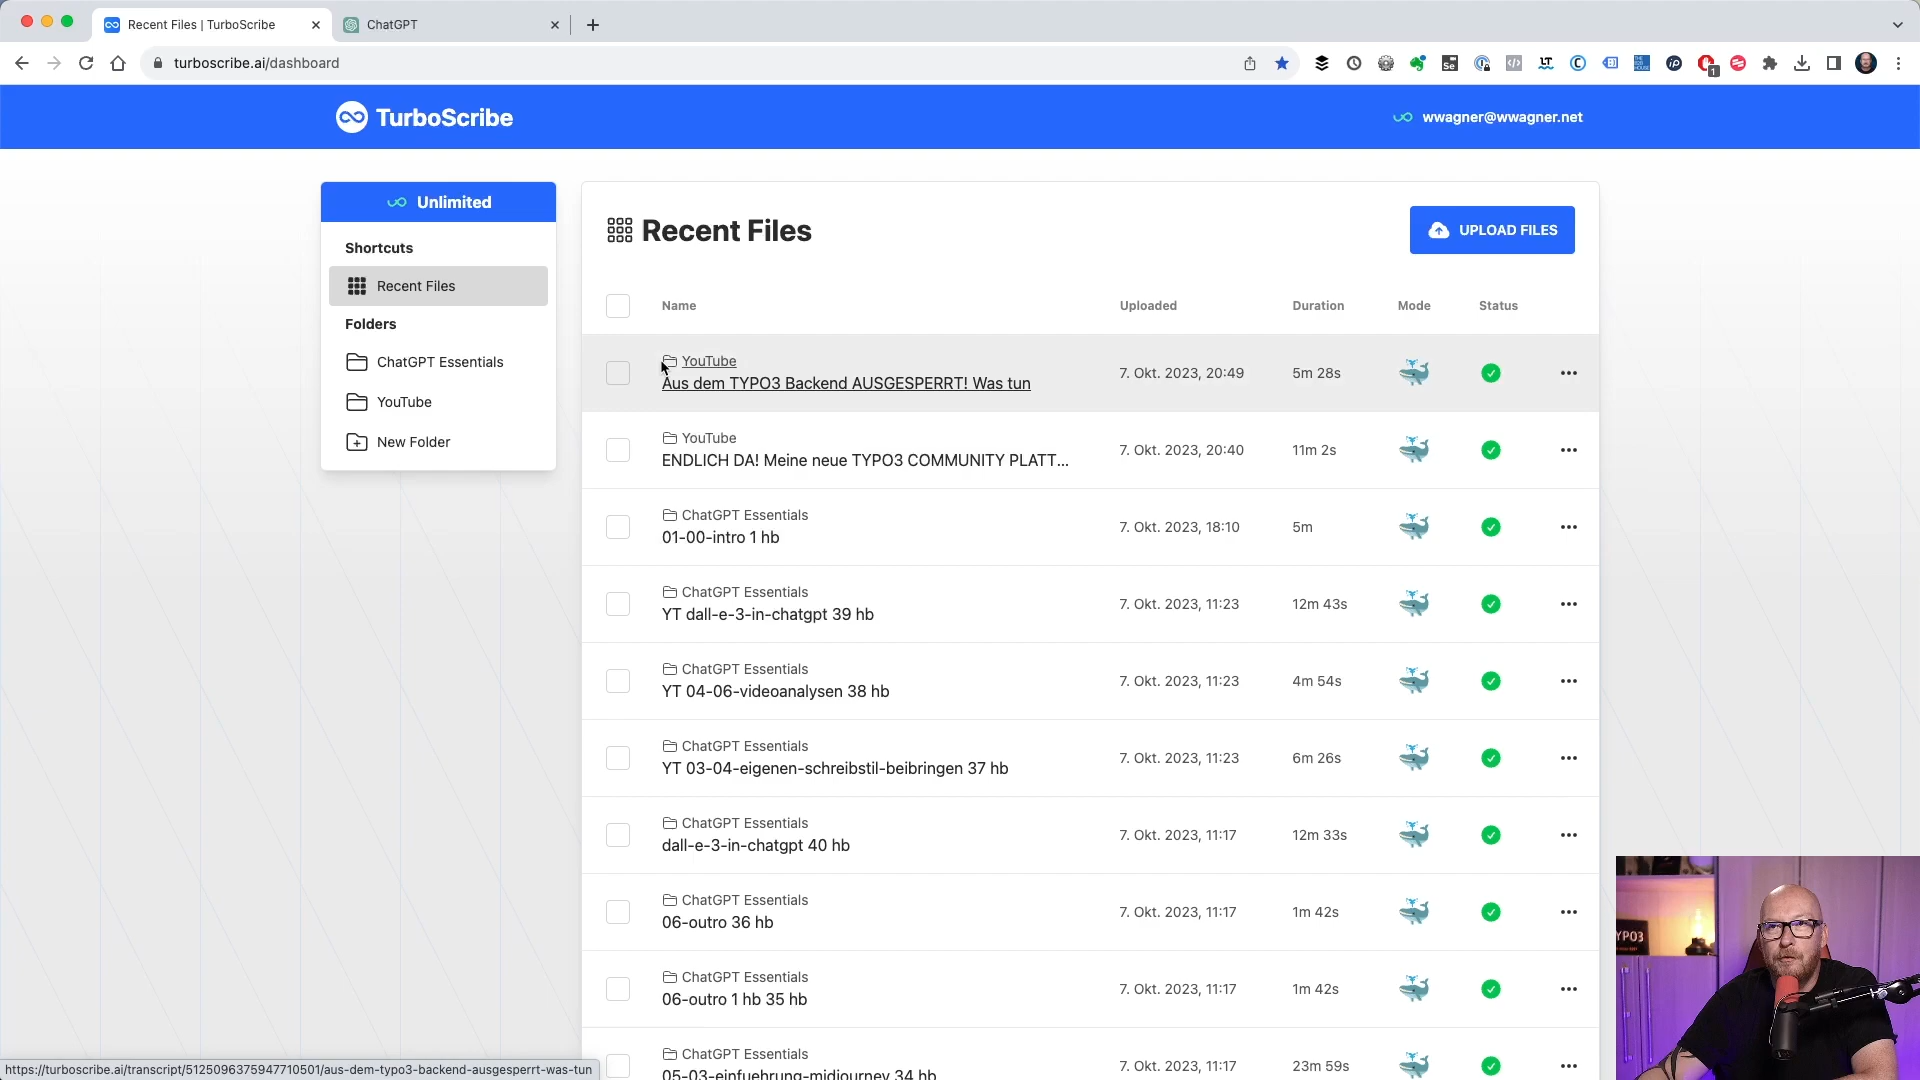 Recent Files | TurboScribe
ChatGPT
turboscribe.ai/dashboard
TurboScribe
wwagner@wwagner.net
Unlimited
Shortcuts
Recent Files
Folders
ChatGPT Essentials
YouTube
New Folder
Recent Files
UPLOAD FILES
Name Uploaded Duration Mode Status
YouTube
Aus dem TYPO3 Backend AUSGESPERRT! Was tun 7. Okt. 2023, 20:49 5m 28s
YouTube
ENDLICH DA! Meine neue TYPO3 COMMUNITY PLATT... 7. Okt. 2023, 20:40 11m 2s
ChatGPT Essentials
01-00-intro 1 hb 7. Okt. 2023, 18:10 5m
ChatGPT Essentials
YT dall-e-3-in-chatgpt 39 hb 7. Okt. 2023, 11:23 12m 43s
ChatGPT Essentials
YT 04-06-videoanalysen 38 hb 7. Okt. 2023, 11:23 4m 54s
ChatGPT Essentials
YT 03-04-eigenen-schreibstil-beibringen 37 hb 7. Okt. 2023, 11:23 6m 26s
ChatGPT Essentials
dall-e-3-in-chatgpt 40 hb 7. Okt. 2023, 11:17 12m 33s
ChatGPT Essentials
06-outro 36 hb 7. Okt. 2023, 11:17 1m 42s
ChatGPT Essentials
06-outro 1 hb 35 hb 7. Okt. 2023, 11:17 1m 42s
ChatGPT Essentials
05-03-einfuehrung-midjourney 34 hb 7. Okt. 2023, 11:17 23m 59s
YPO3
https://turboscribe.ai/transcript/5125096375947710501/aus-dem-typo3-backend-ausgesperrt-was-tun